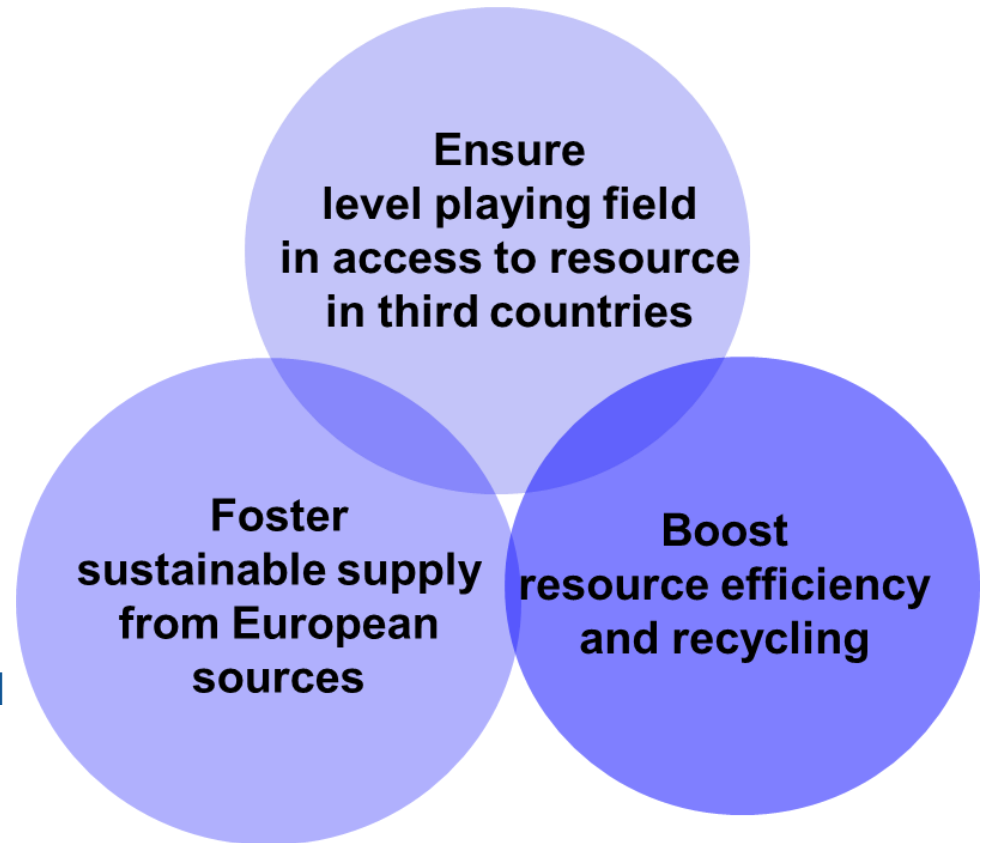 Ensure
level playing field
in access to resource
in third countries
Foster
sustainable supply
from European
sources
Boost
resource efficiency
and recycling